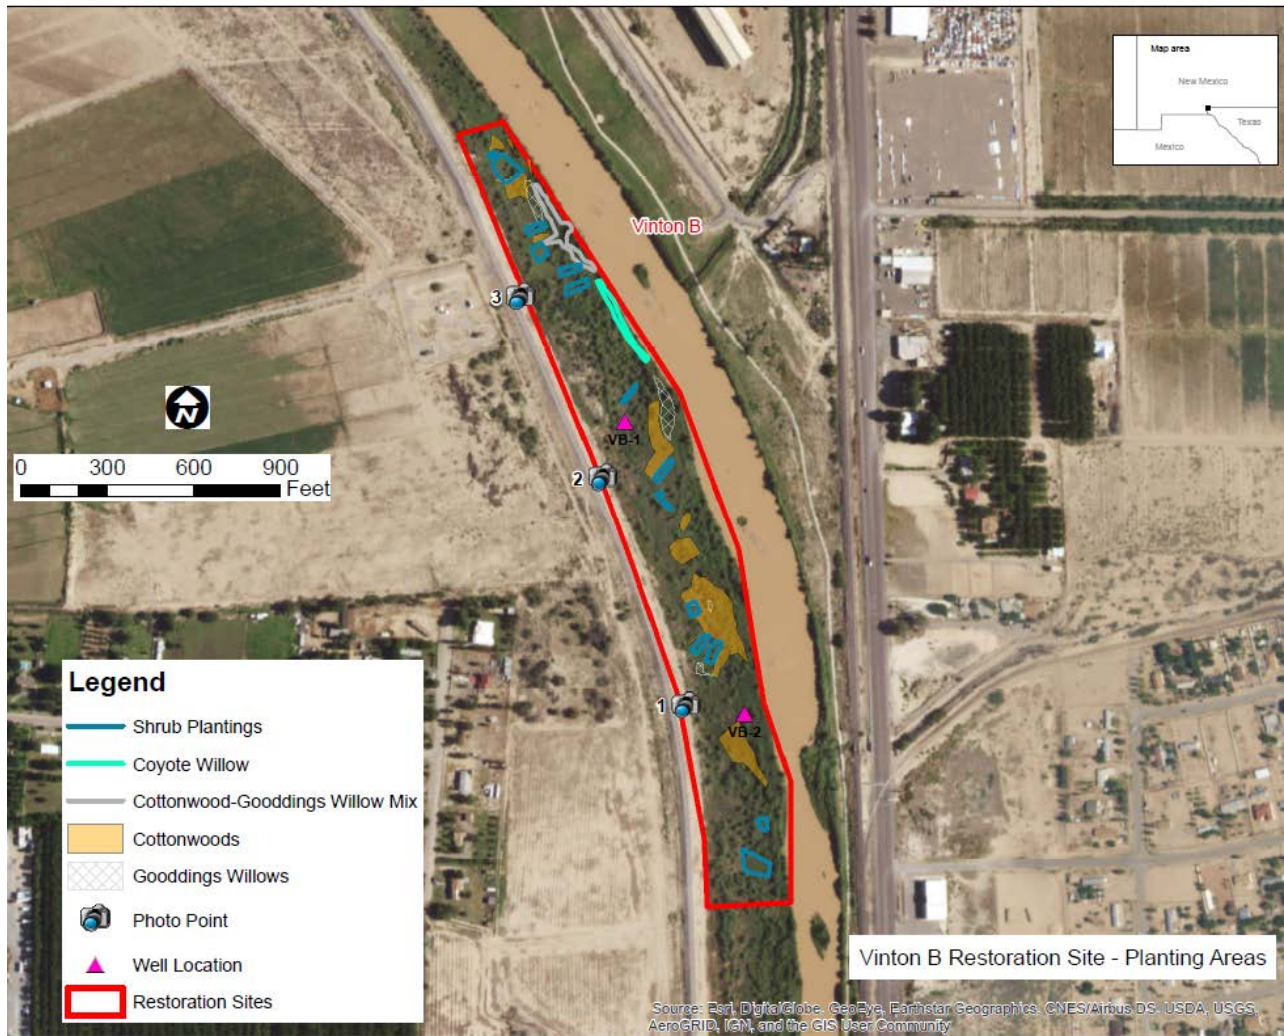 Map area
New Mexico
Texas
Mexico
Vinton B
3
N
0 300 600 900
Feet
VB-1
2
1
VB-2
Legend
Shrub Plantings
Coyote Willow
Cottonwood-Gooddings Willow Mix
Cottonwoods
Gooddings Willows
Photo Point
Well Location
Restoration Sites
Vinton B Restoration Site - Planting Areas
Source: Esri, DigitalGlobe, GeoEye, Earthstar Geographics, CNES/Airbus DS, USDA, USGS,
AeroGRID, IGN, and the GIS User Community